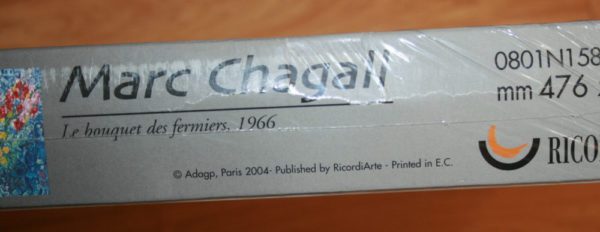 Marc Chagall
Le bouquet des fermiers, 1966
© Adagp, Paris 2004- Published by RicordiArte - Printed in E.C.
0801N158
mm 476
RICO